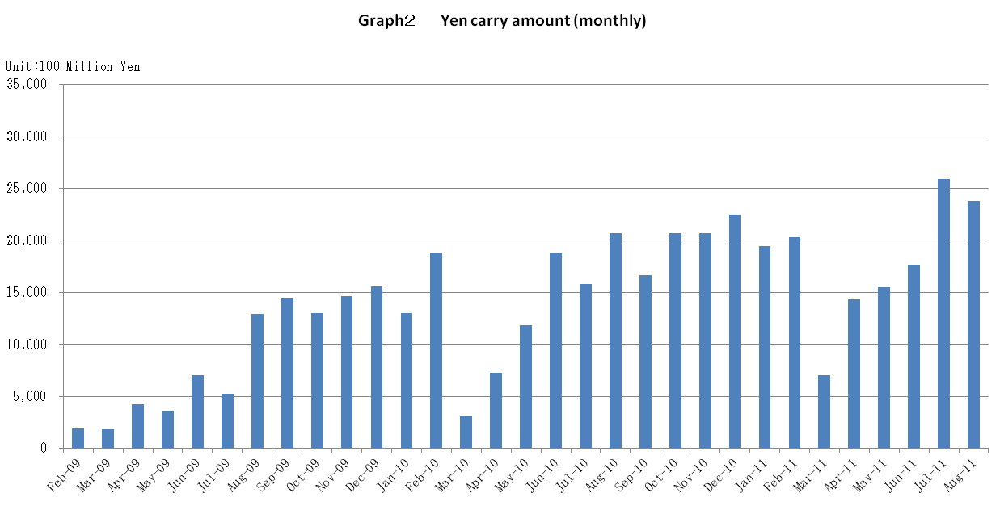 Graph２ Yen carry amount (monthly)
Unit:100 Million Yen
35,000
30,000
25,000
20,000
15,000
10,000
5,000
0
Feb-09 Mar-09 Apr-09 May-09 Jun-09 Jul-09 Aug-09 Sep-09 Oct-09 Nov-09 Dec-09 Jan-10 Feb-10 Mar-10 Apr-10 May-10 Jun-10 Jul-10 Aug-10 Sep-10 Oct-10 Nov-10 Dec-10 Jan-11 Feb-11 Mar-11 Apr-11 May-11 Jun-11 Jul-11 Aug-11